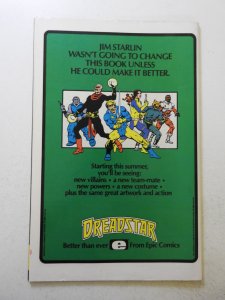 JIM STARLIN
WASN'T GOING TO CHANGE
THIS BOOK UNLESS
HE COULD MAKE IT BETTER.
Starting this summer,
you'll be seeing:
new villains • a new team-mate •
new powers • a new costume •
plus the same great artwork and action
DREADSTAR
Better than ever e From Epic Comics